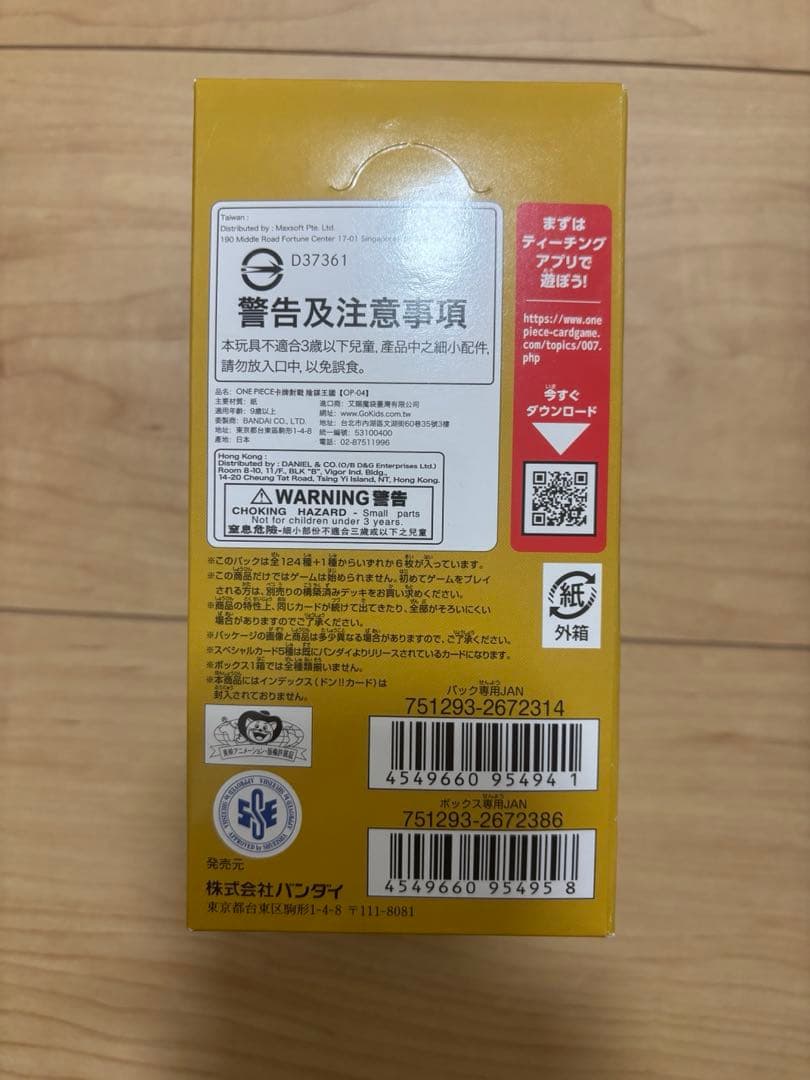 Taiwan :
Distributed by : Maxsoft Pte. Ltd.
190 Middle Road Fortune Center 17-01 Singapore
D37361
警告及注意事項
本玩具不適合3歲以下兒童, 產品中之細小配件,
請勿放入口中, 以免誤食。
品名: ONE PIECE卡牌對戰 陰謀王國【OP-04】
主要材質: 紙
適用年齡: 9歲以上
委製商: BANDAI CO., LTD.
地址: 東京都台東區駒形1-4-8
產地: 日本
進口商: 艾賜魔袋臺灣有限公司
網址: www.GoKids.com.tw
地址: 台北市內湖區文湖街60巷35號3樓
統一編號: 53100400
電話: 02-87511996
Hong Kong :
Distributed by : DANIEL & CO.(O/B D&G Enterprises Ltd.)
Room 8-10, 11/F., BLK "B", Vigor Ind. Bldg.,
14-20 Cheung Tat Road, Tsing Yi Island, NT, Hong Kong.
WARNING 警告
CHOKING HAZARD - Small parts
Not for children under 3 years.
窒息危險-細小部份不適合三歲或以下之兒童
まずは
ティーチング
アプリで
遊ぼう!
https://www.one
piece-cardgame.
com/topics/007.
php
今すぐ
ダウンロード
紙
外箱
※このパックは全124種+1種からいずれか6枚が入っています。
※この商品だけではゲームは始められません。初めてゲームをプレイ
される方は、別売りの構築済みデッキをお買い求めください。
※商品の特性上、同じカードが続けて出てきたり、全部がそろいにくい
場合がありますのでご了承ください。
※パッケージの画像と商品は多少異なる場合がありますので、ご了承ください。
※スペシャルカード5種は既にバンダイよりリリースされているカードになります。
※ボックス1箱では全種類揃いません。
※本商品にはインデックス(ドン!!カード)は
封入されておりません。
パック専用JAN
751293-2672314
4549660 954941
ボックス専用JAN
751293-2672386
4549660 954958
東映アニメーション・版権許諾証
SSE
発売元
株式会社バンダイ
東京都台東区駒形1-4-8 〒111-8081